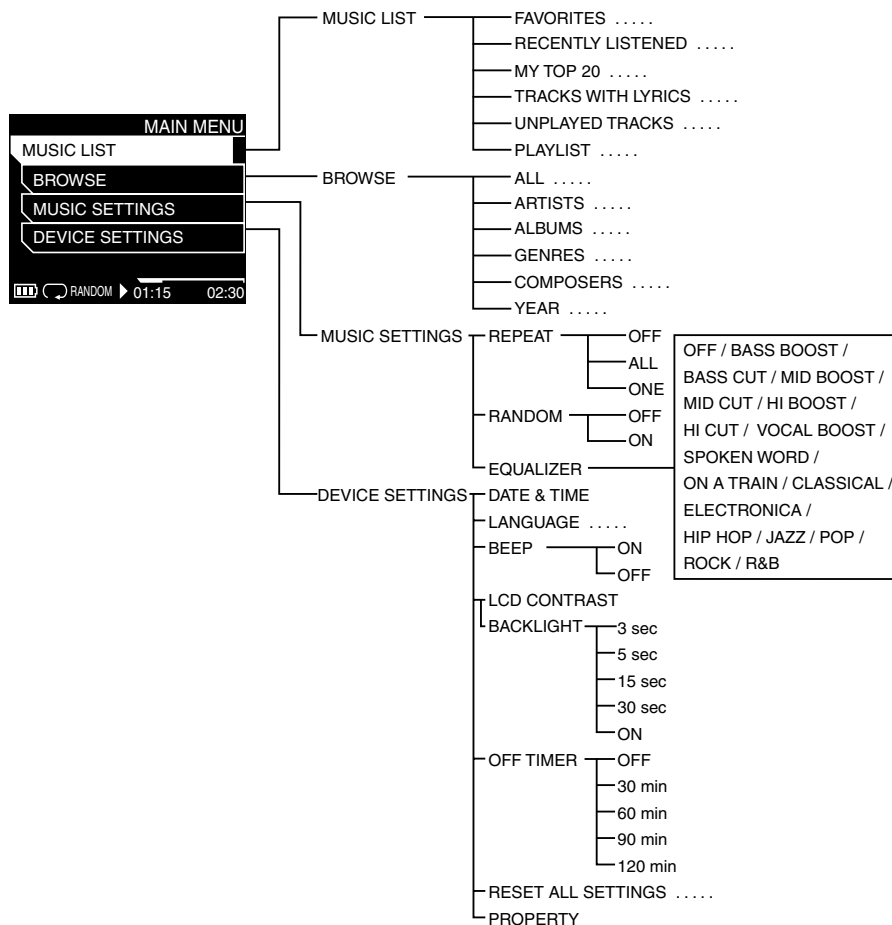 MAIN MENU
MUSIC LIST
BROWSE
MUSIC SETTINGS
DEVICE SETTINGS
RANDOM 01:15 02:30
MUSIC LIST
FAVORITES . . . . .
RECENTLY LISTENED . . . . .
MY TOP 20 . . . . .
TRACKS WITH LYRICS . . . . .
UNPLAYED TRACKS . . . . .
PLAYLIST . . . . .
BROWSE
ALL . . . . .
ARTISTS . . . . .
ALBUMS . . . . .
GENRES . . . . .
COMPOSERS . . . . .
YEAR . . . . .
MUSIC SETTINGS
REPEAT
OFF
ALL
ONE
RANDOM
OFF
ON
EQUALIZER
OFF / BASS BOOST /
BASS CUT / MID BOOST /
MID CUT / HI BOOST /
HI CUT / VOCAL BOOST /
SPOKEN WORD /
ON A TRAIN / CLASSICAL /
ELECTRONICA /
HIP HOP / JAZZ / POP /
ROCK / R&B
DEVICE SETTINGS
DATE & TIME
LANGUAGE . . . . .
BEEP
ON
OFF
LCD CONTRAST
BACKLIGHT
3 sec
5 sec
15 sec
30 sec
ON
OFF TIMER
OFF
30 min
60 min
90 min
120 min
RESET ALL SETTINGS . . . . .
PROPERTY